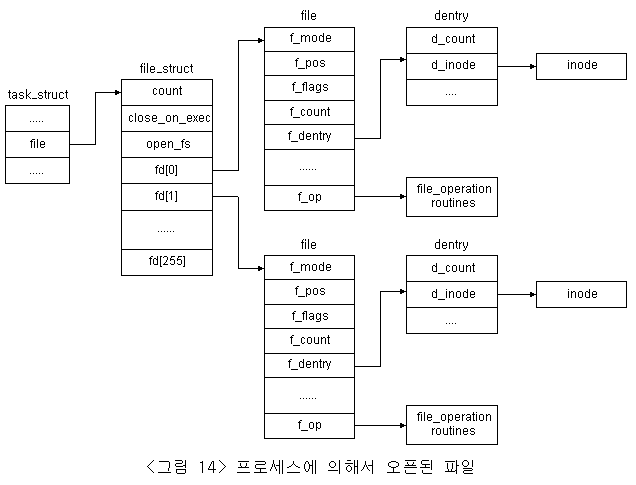 task_struct
.....
file
.....
file_struct
count
close_on_exec
open_fs
fd[0]
fd[1]
......
fd[255]
file
f_mode
f_pos
f_flags
f_count
f_dentry
......
f_op
dentry
d_count
d_inode
....
inode
file_operation
routines
file
f_mode
f_pos
f_flags
f_count
f_dentry
......
f_op
dentry
d_count
d_inode
....
inode
file_operation
routines
<그림 14> 프로세스에 의해서 오픈된 파일